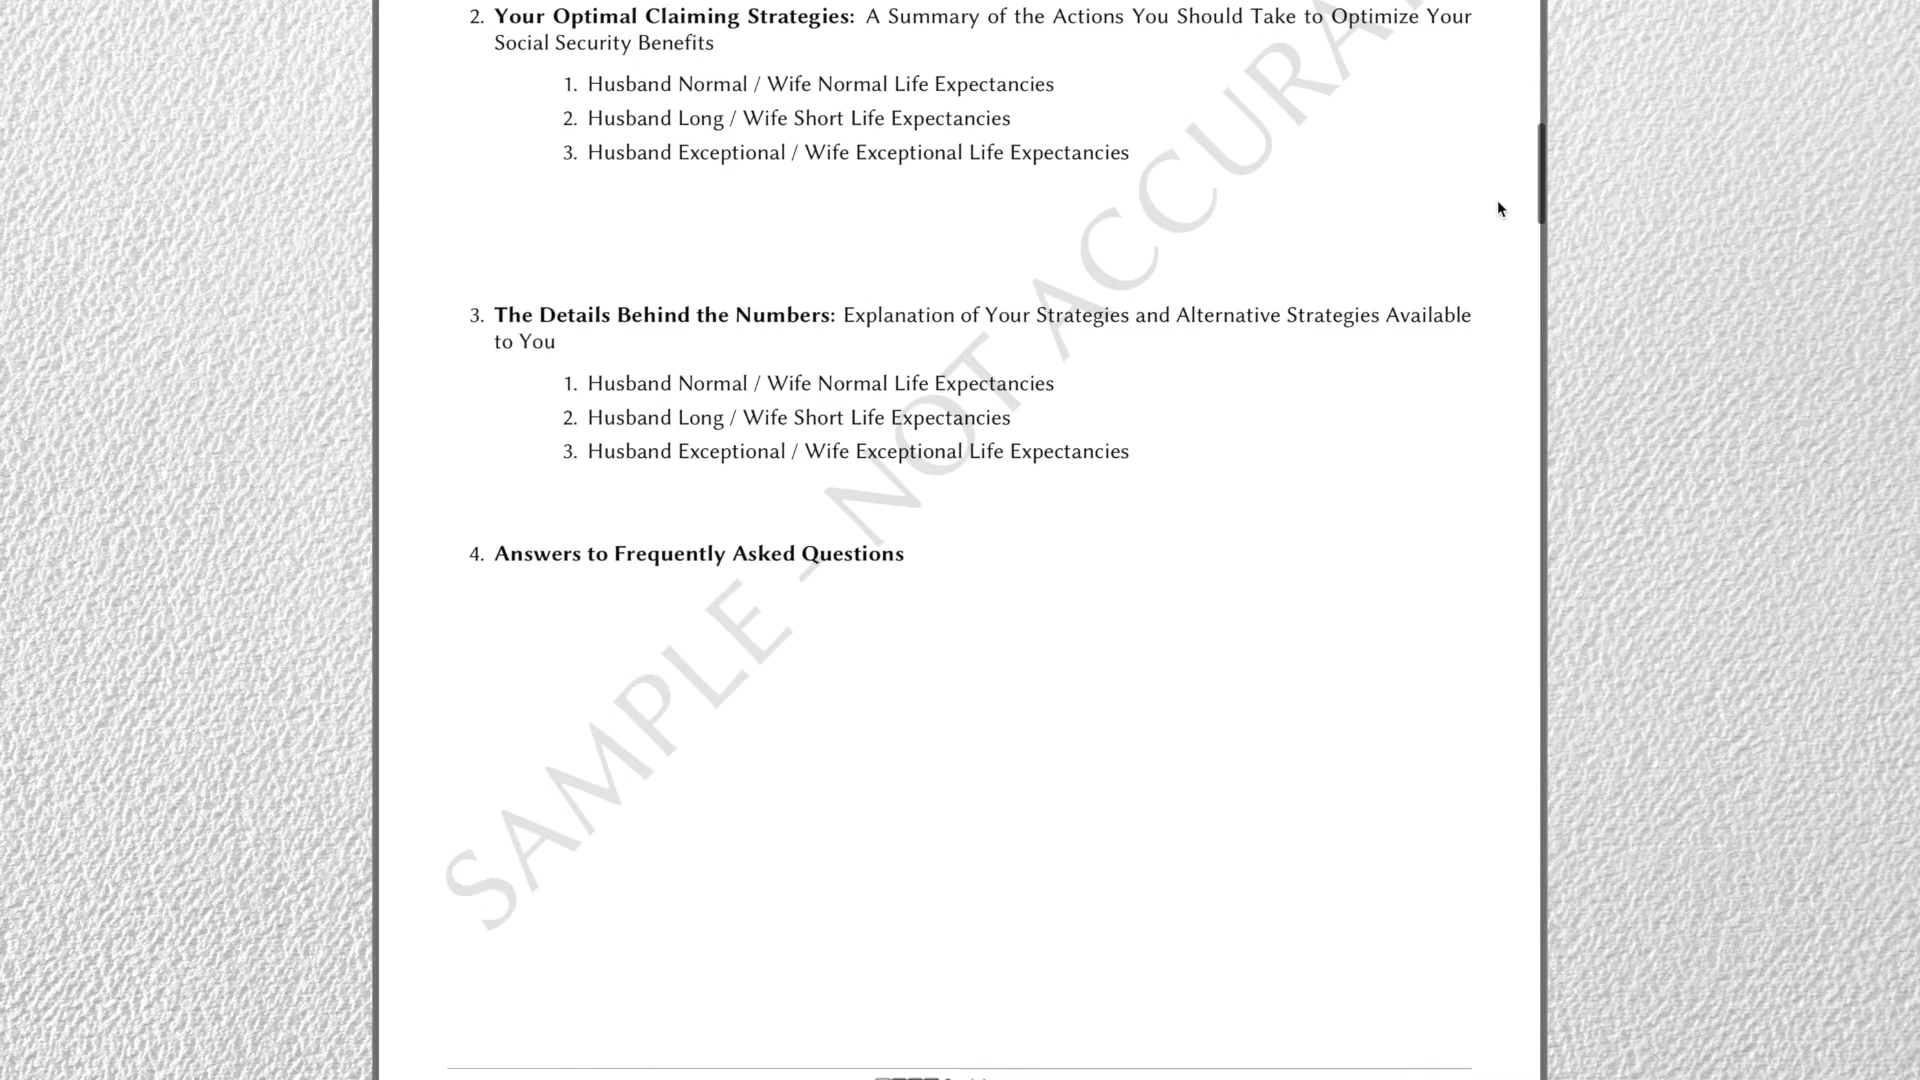 2. Your Optimal Claiming Strategies: A Summary of the Actions You Should Take to Optimize Your
Social Security Benefits
1. Husband Normal / Wife Normal Life Expectancies
2. Husband Long / Wife Short Life Expectancies
3. Husband Exceptional / Wife Exceptional Life Expectancies
3. The Details Behind the Numbers: Explanation of Your Strategies and Alternative Strategies Available
to You
1. Husband Normal / Wife Normal Life Expectancies
2. Husband Long / Wife Short Life Expectancies
3. Husband Exceptional / Wife Exceptional Life Expectancies
4. Answers to Frequently Asked Questions
SAMPLE - NOT